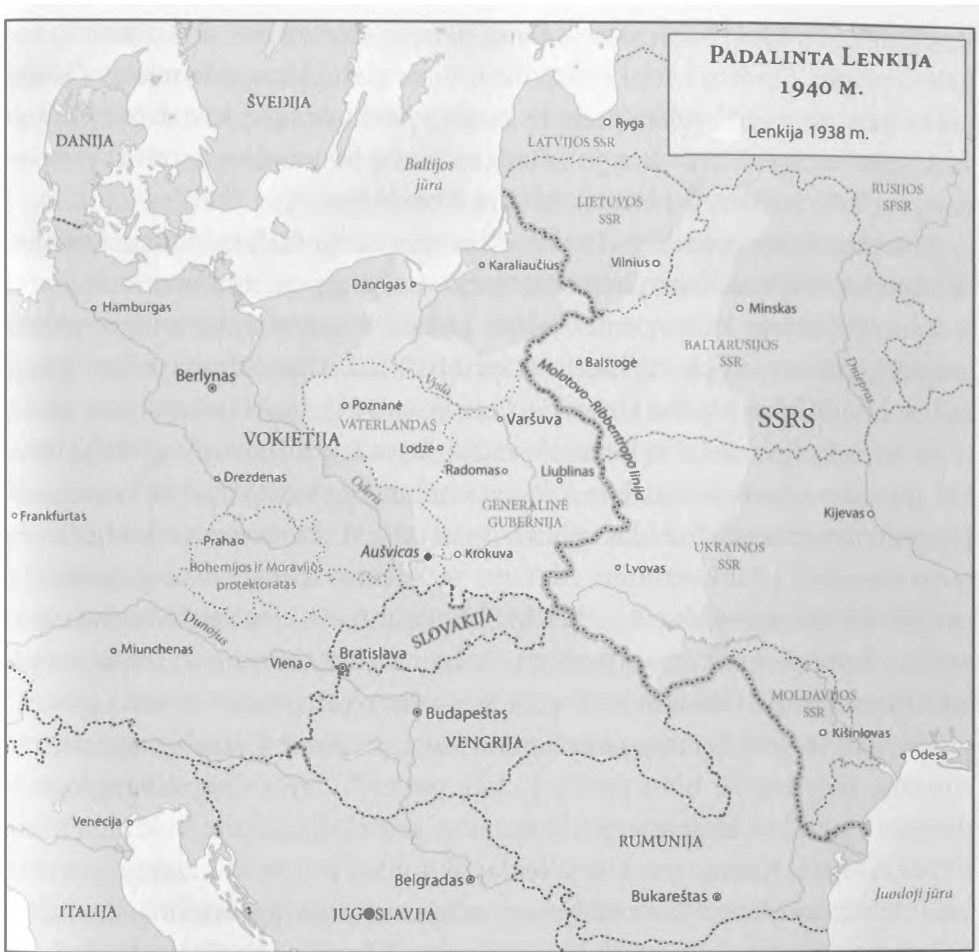 PADALINTA LENKIJA
1940 M.
Lenkija 1938 m.
ŠVEDIJA
DANIJA
Baltijos
jūra
Ryga
LATVIJOS SSR
RUSIJOS
SFSR
LIETUVOS
SSR
Karaliaučius
Vilnius
Dancigas
Hamburgas
Minskas
BALTARUSIJOS
SSR
Balstogė
Berlynas
Vysla
Dnepras
Molotovo-Ribbentropo linija
Poznanė
VATERLANDAS
Varšuva
SSRS
VOKIETIJA
Lodzė
Radomas
Liublinas
Drezdenas
Oderis
GENERALINĖ
GUBERNIJA
Frankfurtas
Kijevas
Praha
Aušvicas
Krokuva
UKRAINOS
SSR
Lvovas
Bohemijos ir Moravijos
protektoratas
Dunojus
SLOVAKIJA
Miunchenas
Viena
Bratislava
MOLDAVIJOS
SSR
Budapeštas
VENGRIJA
Kišiniovas
Odesa
Venecija
RUMUNIJA
Belgradas
Bukareštas
Juodoji jūra
ITALIJA
JUGOSLAVIJA